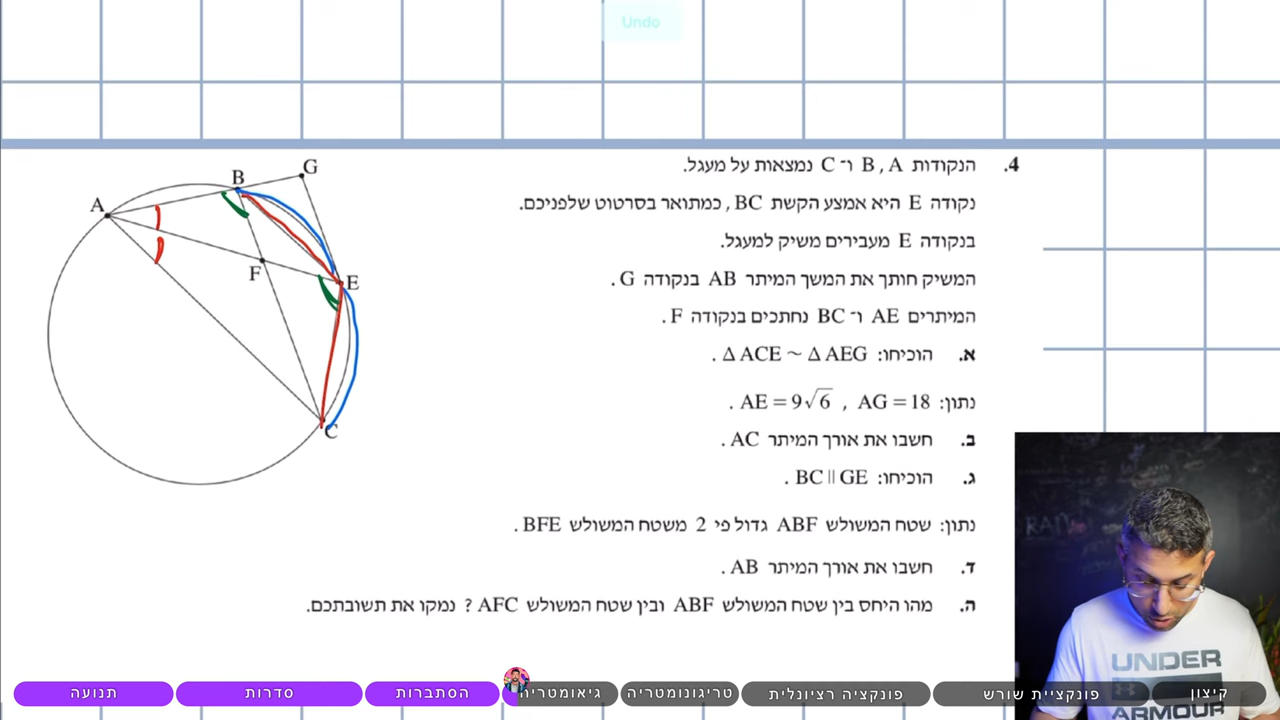 Undo
4. הנקודות B , A ו־ C נמצאות על מעגל.
נקודה E היא אמצע הקשת BC , כמתואר בסרטוט שלפניכם.
בנקודה E מעבירים משיק למעגל.
המשיק חותך את המשך המיתר AB בנקודה G .
המיתרים AE ו־ BC נחתכים בנקודה F .
א. הוכיחו: Δ ACE ~ Δ AEG .
נתון: AE = 9√6 , AG = 18 .
ב. חשבו את אורך המיתר AC .
ג. הוכיחו: BC || GE .
נתון: שטח המשולש ABF גדול פי 2 משטח המשולש BFE .
ד. חשבו את אורך המיתר AB .
ה. מהו היחס בין שטח המשולש ABF ובין שטח המשולש AFC ? נמקו את תשובתכם.
G
B
A
F
E
C
UNDER
ARMOUR
תנועה
סדרות
הסתברות
גיאומטריה
טריגונומטריה
פונקציה רציונלית
פונקציית שורש
קיצון